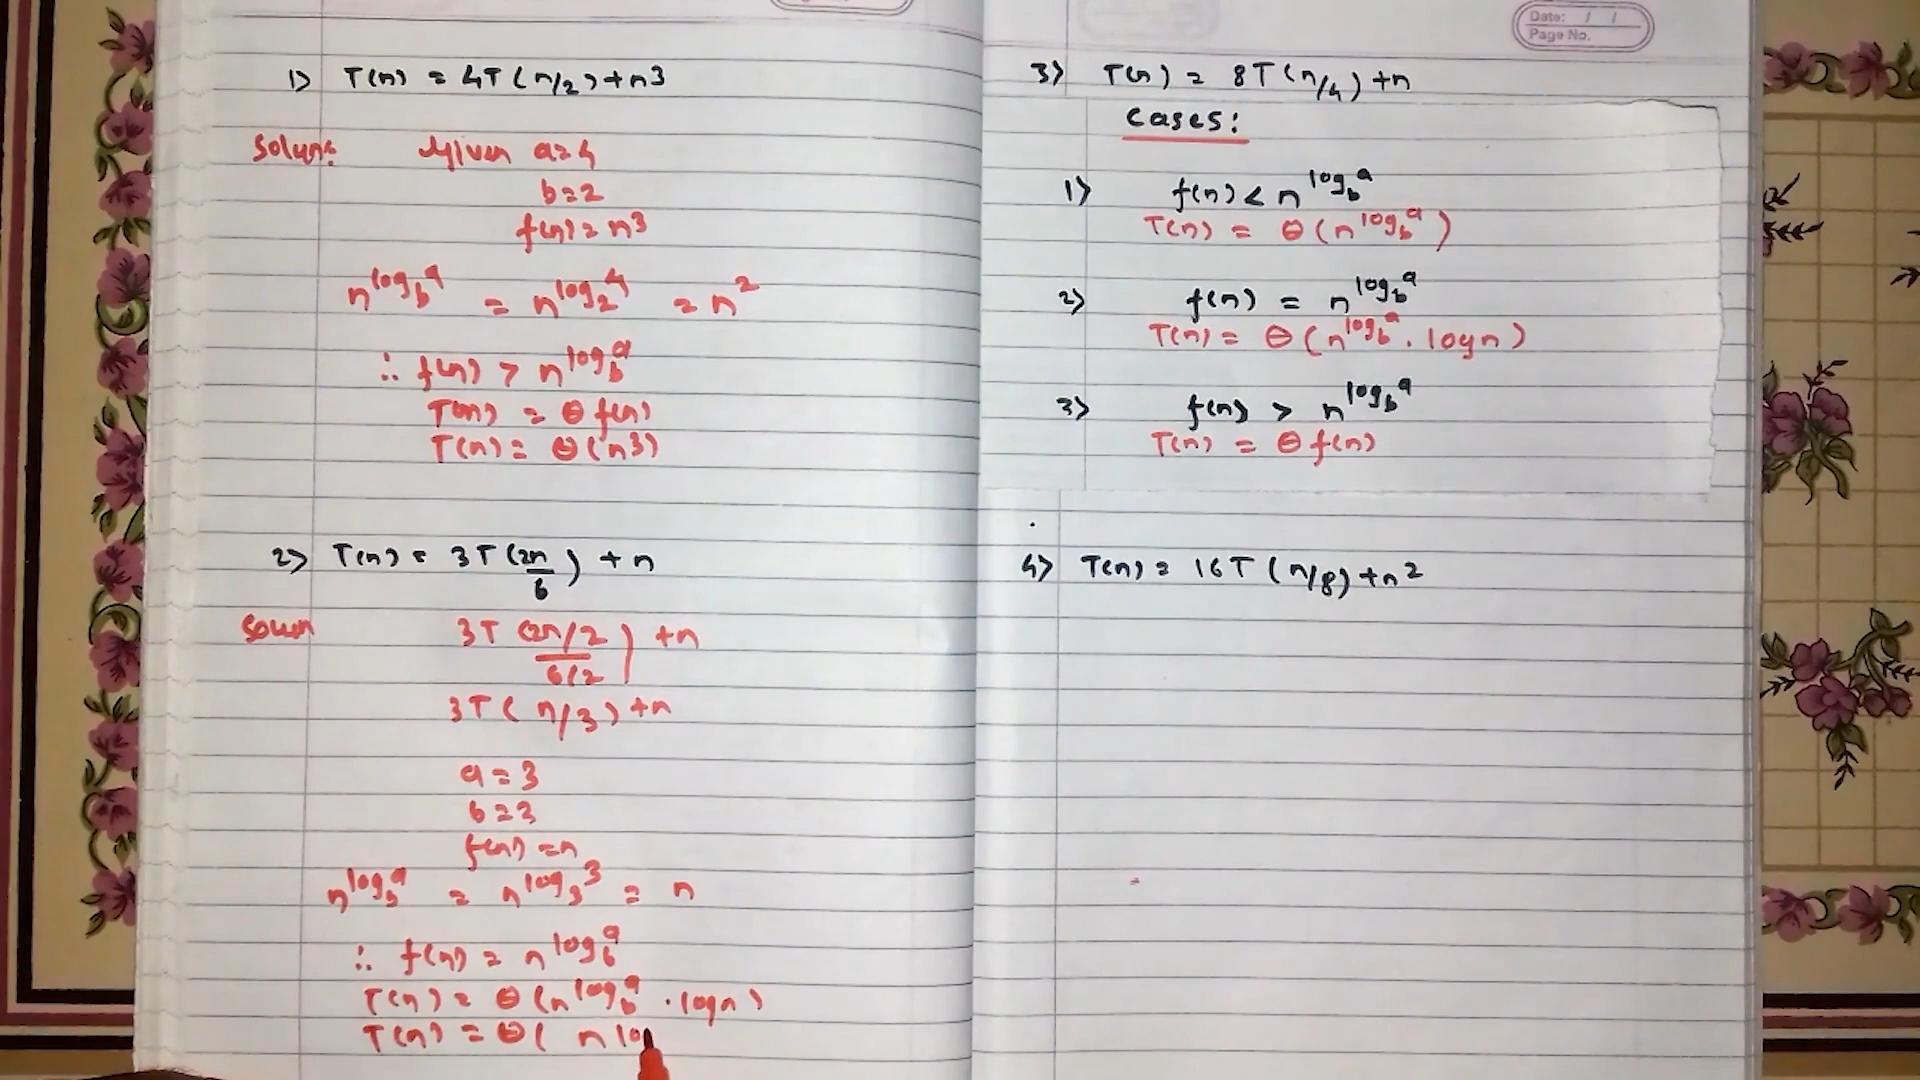 1) T(n) = 4T(n/2) + n3
Soluns: Given a=4
b=2
f(n) = n3
n^log_b^a = n^log_2^4 = n^2
∴ f(n) > n^log_b^a
T(n) = Θ f(n)
T(n) = Θ(n3)
2) T(n) = 3T(2n/6) + n
Solun 3T(2n/2 / 6/2) + n
3T(n/3) + n
a = 3
b = 3
f(n) = n
n^log_b^a = n^log_3^3 = n
∴ f(n) = n^log_b^a
T(n) = Θ(n^log_b^a . logn)
T(n) = Θ( n lo
Date: / /
Page No.
3) T(n) = 8T(n/4) + n
Cases:
1) f(n) < n^log_b^a
T(n) = Θ(n^log_b^a)
2) f(n) = n^log_b^a
T(n) = Θ(n^log_b^a . logn)
3) f(n) > n^log_b^a
T(n) = Θ f(n)
4) T(n) = 16T(n/8) + n2